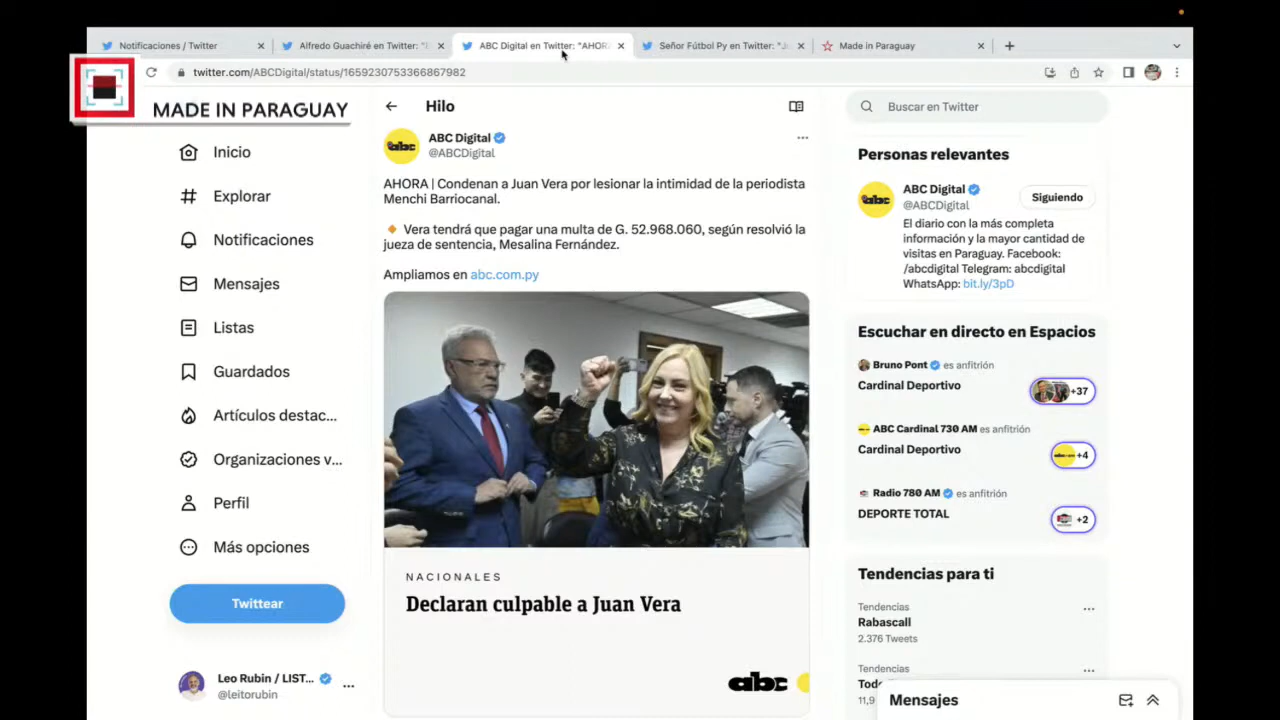 Notificaciones / Twitter
Alfredo Guachiré en Twitter: "E
ABC Digital en Twitter: "AHORA
Señor Fútbol Py en Twitter: "J
Made in Paraguay
twitter.com/ABCDigital/status/1659230753366867982
MADE IN PARAGUAY
Inicio
Explorar
Notificaciones
Mensajes
Listas
Guardados
Artículos destac...
Organizaciones v...
Perfil
Más opciones
Twittear
Leo Rubin / LIST...
@leitorubin
Hilo
ABC Digital
@ABCDigital
AHORA | Condenan a Juan Vera por lesionar la intimidad de la periodista
Menchi Barriocanal.
Vera tendrá que pagar una multa de G. 52.968.060, según resolvió la
jueza de sentencia, Mesalina Fernández.
Ampliamos en abc.com.py
NACIONALES
Declaran culpable a Juan Vera
abc
Buscar en Twitter
Personas relevantes
ABC Digital
@ABCDigital
Siguiendo
El diario con la más completa
información y la mayor cantidad de
visitas en Paraguay. Facebook:
/abcdigital Telegram: abcdigital
WhatsApp: bit.ly/3pD
Escuchar en directo en Espacios
Bruno Pont es anfitrión
Cardinal Deportivo
+37
ABC Cardinal 730 AM es anfitrión
Cardinal Deportivo
+4
Radio 780 AM es anfitrión
DEPORTE TOTAL
+2
Tendencias para ti
Tendencias
Rabascall
2.376 Tweets
Tendencias
11,9
Mensajes